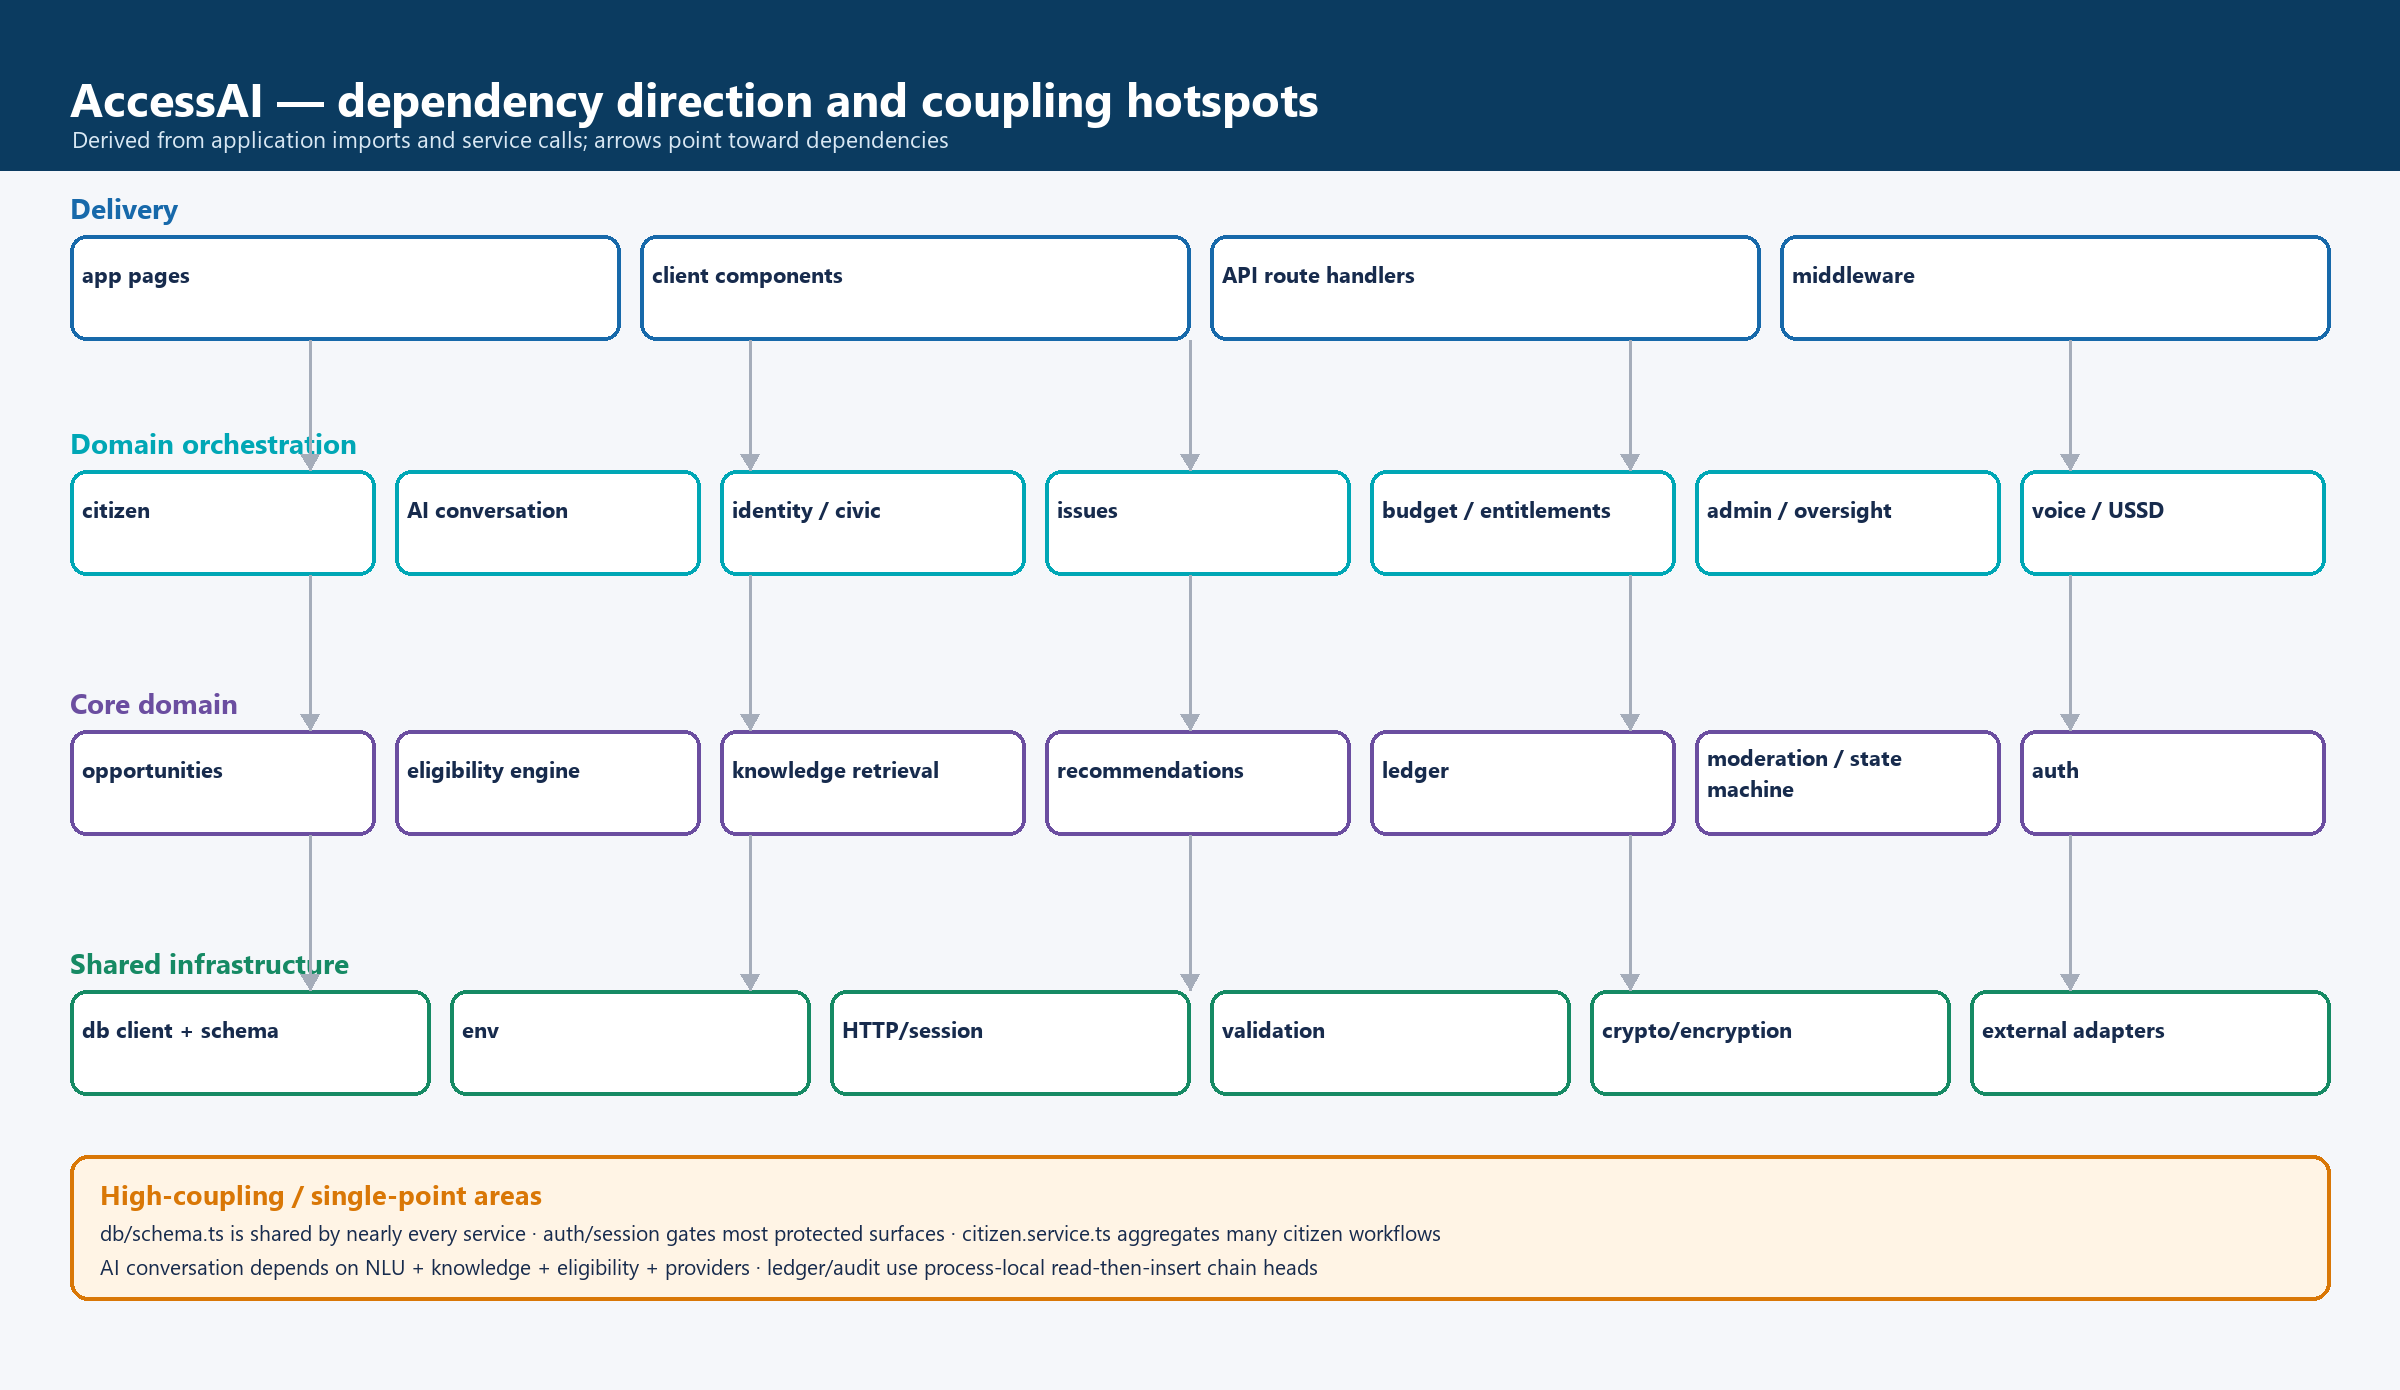 AccessAI — dependency direction and coupling hotspots
Derived from application imports and service calls; arrows point toward dependencies
Delivery
app pages
client components
API route handlers
middleware
Domain orchestration
citizen
AI conversation
identity / civic
issues
budget / entitlements
admin / oversight
voice / USSD
Core domain
opportunities
eligibility engine
knowledge retrieval
recommendations
ledger
moderation / state
machine
auth
Shared infrastructure
db client + schema
env
HTTP/session
validation
crypto/encryption
external adapters
High-coupling / single-point areas
db/schema.ts is shared by nearly every service · auth/session gates most protected surfaces · citizen.service.ts aggregates many citizen workflows
AI conversation depends on NLU + knowledge + eligibility + providers · ledger/audit use process-local read-then-insert chain heads